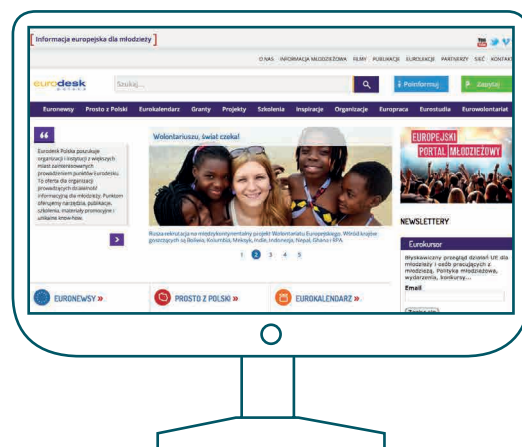 [ Informacja europejska dla młodzieży ]
You Tube
O NAS INFORMACJA MŁODZIEŻOWA FILMY PUBLIKACJE EUROLEKCJE PARTNERZY SIEĆ KONTAKT
eurodesk
polska
Szukaj...
Poinformuj
Zapytaj
Euronewsy Prosto z Polski Eurokalendarz Granty Projekty Szkolenia Inspiracje Organizacje Europraca Eurostudia Eurowolontariat
Eurodesk Polska poszukuje
organizacji i instytucji z większych
miast zainteresowanych
prowadzeniem punktów Eurodesku.
To oferta dla organizacji
prowadzących działalność
informacyjną dla młodzieży. Punktom
oferujemy narzędzia, publikacje,
szkolenia, materiały promocyjne i
unikalne know-how.
Wolontariuszu, świat czeka!
Rusza rekrutacja na międzykontynentalny projekt Wolontariatu Europejskiego. Wśród krajów
goszczących są Boliwia, Kolumbia, Meksyk, Indie, Indonezja, Nepal, Ghana i RPA.
1 2 3 4 5
EUROPEJSKI
PORTAL MŁODZIEŻOWY
NEWSLETTERY
Eurokursor
Błyskawiczny przegląd działań UE dla
młodzieży i osób pracujących z
młodzieżą. Polityka młodzieżowa,
wydarzenia, konkursy...
Email
Zapisz się
EURONEWSY »
PROSTO Z POLSKI »
EUROKALENDARZ »